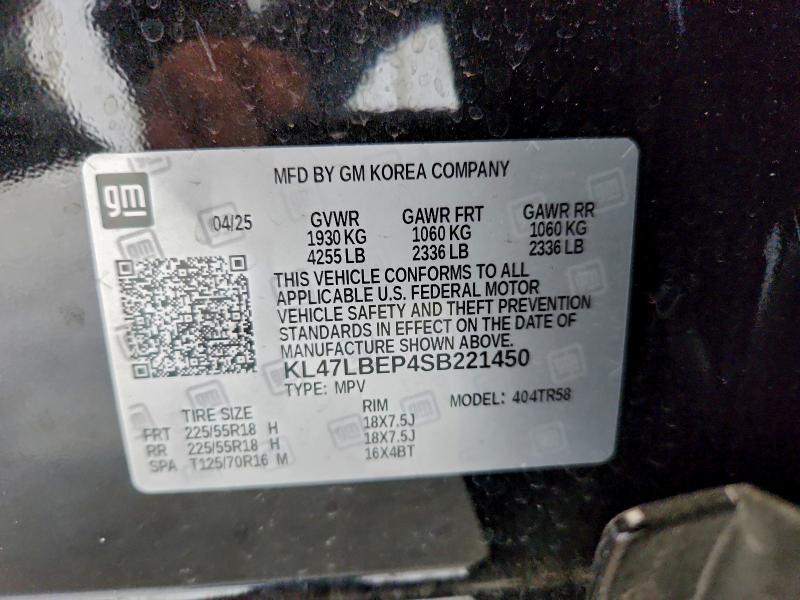 MFD BY GM KOREA COMPANY
gm
04/25 GVWR GAWR FRT GAWR RR
1930 KG 1060 KG 1060 KG
4255 LB 2336 LB 2336 LB
THIS VEHICLE CONFORMS TO ALL
APPLICABLE U.S. FEDERAL MOTOR
VEHICLE SAFETY AND THEFT PREVENTION
STANDARDS IN EFFECT ON THE DATE OF
MANUFACTURE SHOWN ABOVE.
KL47LBEP4SB221450
TYPE: MPV MODEL: 404TR58
TIRE SIZE RIM
FRT 225/55R18 H 18X7.5J
RR 225/55R18 H 18X7.5J
SPA T125/70R16 M 16X4BT